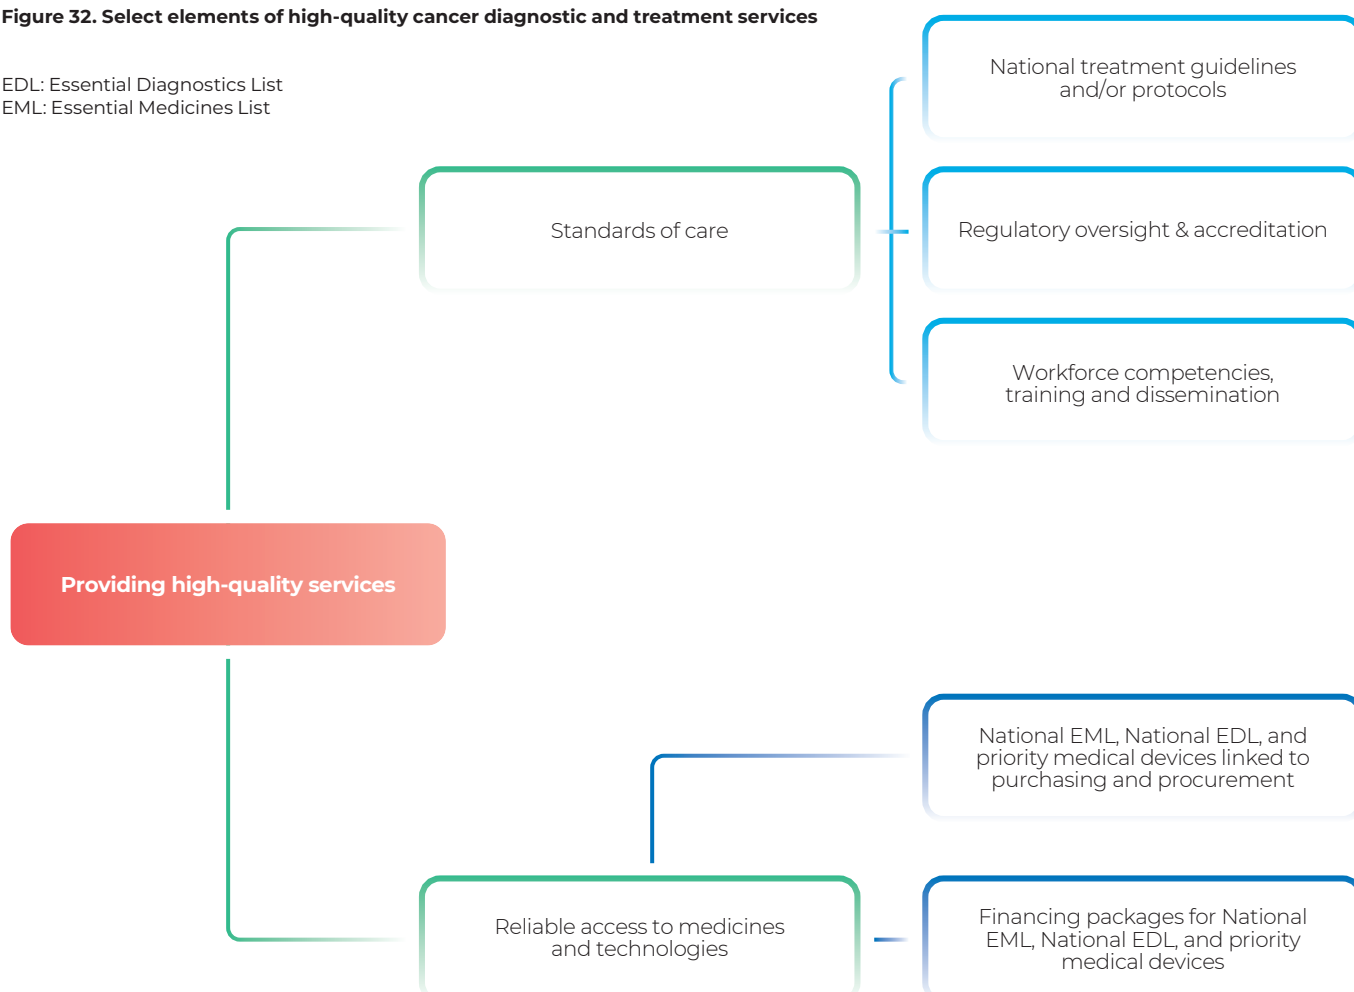 Figure 32. Select elements of high-quality cancer diagnostic and treatment services
EDL: Essential Diagnostics List
EML: Essential Medicines List
National treatment guidelines
and/or protocols
Standards of care
Regulatory oversight & accreditation
Workforce competencies,
training and dissemination
Providing high-quality services
National EML, National EDL, and
priority medical devices linked to
purchasing and procurement
Reliable access to medicines
and technologies
Financing packages for National
EML, National EDL, and priority
medical devices